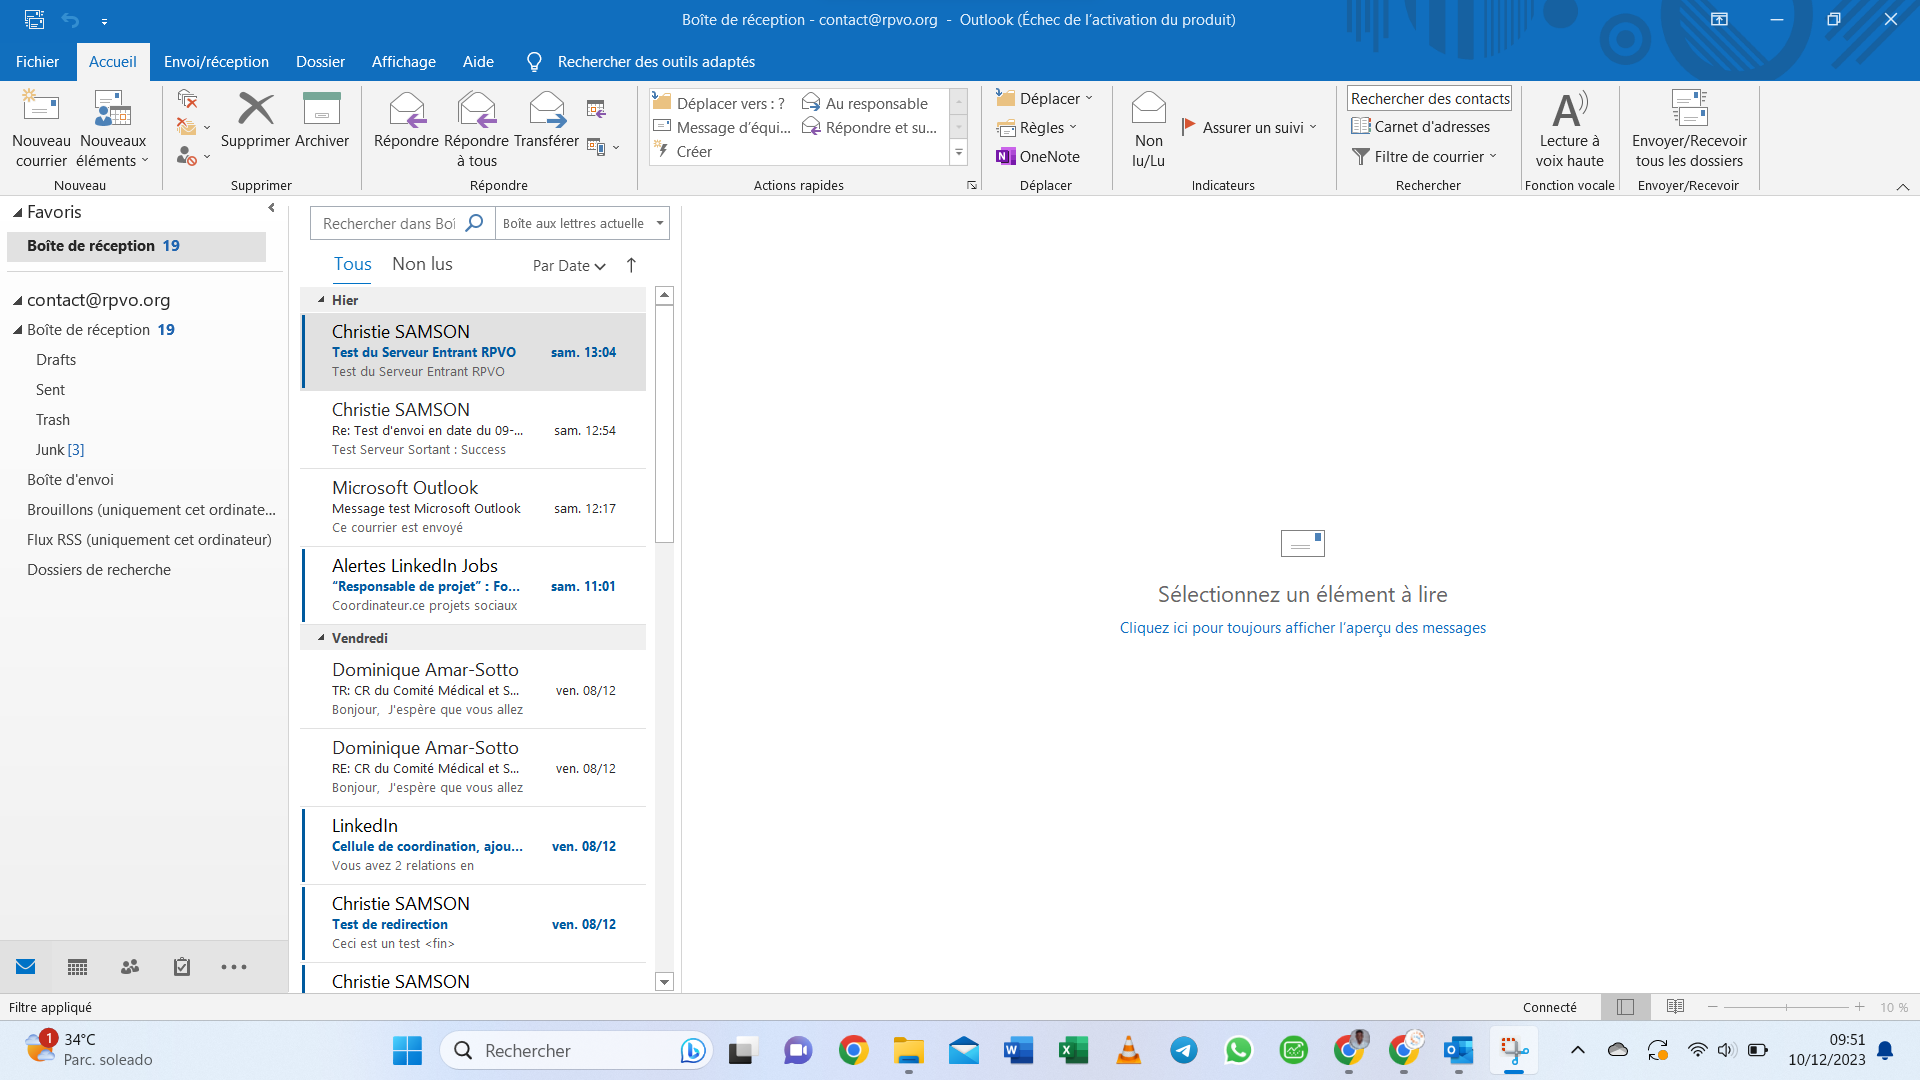 Boîte de réception - contact@rpvo.org - Outlook (Échec de l'activation du produit)
Fichier Accueil Envoi/réception Dossier Affichage Aide Rechercher des outils adaptés
Nouveau courrier
Nouveaux éléments
Nouveau
Supprimer Archiver
Supprimer
Répondre Répondre à tous Transférer
Répondre
Déplacer vers : ? Au responsable
Message d'équi... Répondre et su...
Créer
Actions rapides
Déplacer
Règles
OneNote
Déplacer
Non lu/Lu
Assurer un suivi
Indicateurs
Rechercher des contacts
Carnet d'adresses
Filtre de courrier
Rechercher
Lecture à voix haute
Fonction vocale
Envoyer/Recevoir tous les dossiers
Envoyer/Recevoir
Favoris
Boîte de réception 19
contact@rpvo.org
Boîte de réception 19
Drafts
Sent
Trash
Junk [3]
Boîte d'envoi
Brouillons (uniquement cet ordinate...
Flux RSS (uniquement cet ordinateur)
Dossiers de recherche
Rechercher dans Boî Boîte aux lettres actuelle
Tous Non lus Par Date
Hier
Christie SAMSON
Test du Serveur Entrant RPVO sam. 13:04
Test du Serveur Entrant RPVO
Christie SAMSON
Re: Test d'envoi en date du 09-... sam. 12:54
Test Serveur Sortant : Success
Microsoft Outlook
Message test Microsoft Outlook sam. 12:17
Ce courrier est envoyé
Alertes LinkedIn Jobs
“Responsable de projet” : Fo... sam. 11:01
Coordinateur.ce projets sociaux
Vendredi
Dominique Amar-Sotto
TR: CR du Comité Médical et S... ven. 08/12
Bonjour, J'espère que vous allez
Dominique Amar-Sotto
RE: CR du Comité Médical et S... ven. 08/12
Bonjour, J'espère que vous allez
LinkedIn
Cellule de coordination, ajou... ven. 08/12
Vous avez 2 relations en
Christie SAMSON
Test de redirection ven. 08/12
Ceci est un test <fin>
Christie SAMSON
Sélectionnez un élément à lire
Cliquez ici pour toujours afficher l'aperçu des messages
Filtre appliqué Connecté 10 %
1
34°C
Parc. soleado
Rechercher
09:51
10/12/2023